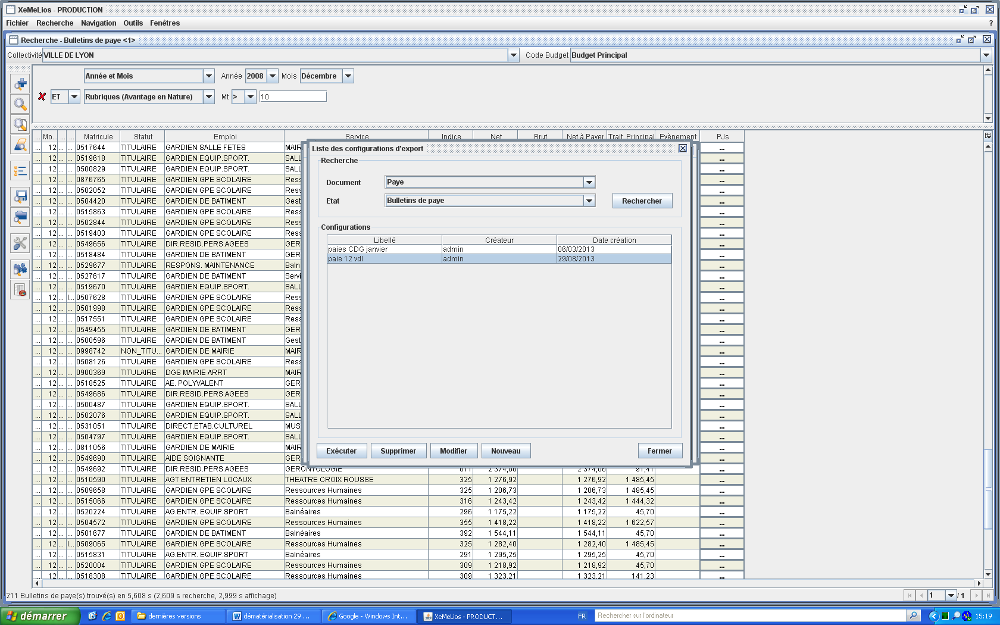 XeMeLios - PRODUCTION
Fichier Recherche Navigation Outils Fenêtres ?
Recherche - Bulletins de paye <1>
Collectivité VILLE DE LYON Code Budget Budget Principal
Année et Mois Année 2008 Mois Décembre
ET Rubriques (Avantage en Nature) Mt > 10
... Mo... ... ... Matricule Statut Emploi Service Indice Net Brut Net à Payer Trait. Principal Evènement PJs
... 12 ... ... 0517644 TITULAIRE GARDIEN SALLE FETES MAIR ...
... 12 ... ... 0519618 TITULAIRE GARDIEN EQUIP.SPORT. SALL ...
... 12 ... ... 0500829 TITULAIRE GARDIEN EQUIP.SPORT. SALL ...
... 12 ... ... 0876765 TITULAIRE GARDIEN GPE SCOLAIRE Ress ...
... 12 ... ... 0502052 TITULAIRE GARDIEN GPE SCOLAIRE Ress ...
... 12 ... ... 0504420 TITULAIRE GARDIEN DE BATIMENT Gest ...
... 12 ... ... 0515863 TITULAIRE GARDIEN GPE SCOLAIRE Ress ...
... 12 ... ... 0502844 TITULAIRE GARDIEN GPE SCOLAIRE Ress ...
... 12 ... ... 0519403 TITULAIRE GARDIEN GPE SCOLAIRE Ress ...
... 12 ... ... 0549656 TITULAIRE DIR.RESID.PERS.AGEES GER ...
... 12 ... ... 0518484 TITULAIRE GARDIEN DE BATIMENT GER ...
... 12 ... ... 0529677 TITULAIRE RESPONS. MAINTENANCE Baln ...
... 12 ... ... 0527617 TITULAIRE GARDIEN DE BATIMENT Servi ...
... 12 ... ... 0519670 TITULAIRE GARDIEN EQUIP.SPORT. SALL ...
... 12 ... I... 0507628 TITULAIRE GARDIEN GPE SCOLAIRE Ress ...
... 12 ... ... 0501998 TITULAIRE GARDIEN GPE SCOLAIRE Ress ...
... 12 ... ... 0517551 TITULAIRE GARDIEN GPE SCOLAIRE Ress ...
... 12 ... ... 0549455 TITULAIRE GARDIEN DE BATIMENT GER ...
... 12 ... ... 0500596 TITULAIRE GARDIEN DE BATIMENT Gest ...
... 12 ... ... 0998742 NON_TITU... GARDIEN DE MAIRIE MAIR ...
... 12 ... ... 0508126 TITULAIRE GARDIEN GPE SCOLAIRE Ress ...
... 12 ... ... 0900369 TITULAIRE DGS MAIRIE ARRT MAIR ...
... 12 ... ... 0518525 TITULAIRE AE. POLYVALENT GER ...
... 12 ... ... 0549686 TITULAIRE DIR.RESID.PERS.AGEES GER ...
... 12 ... ... 0500487 TITULAIRE GARDIEN EQUIP.SPORT. SALL ...
... 12 ... ... 0502076 TITULAIRE GARDIEN EQUIP.SPORT. SALL ...
... 12 ... ... 0531051 TITULAIRE DIRECT.ETAB.CULTUREL MUS ...
... 12 ... ... 0504797 TITULAIRE GARDIEN EQUIP.SPORT. SALL ...
... 12 ... ... 0811056 TITULAIRE GARDIEN DE MAIRIE MAIR ...
... 12 ... ... 0549690 TITULAIRE AIDE SOIGNANTE GER ...
... 12 ... ... 0549692 TITULAIRE DIR.RESID.PERS.AGEES GERONTOLOGIE 611 2 374,06 2 374,06 91,41 ...
... 12 ... ... 0510590 TITULAIRE AGT ENTRETIEN LOCAUX THEATRE CROIX ROUSSE 325 1 276,92 1 276,92 1 485,45 ...
... 12 ... ... 0509658 TITULAIRE GARDIEN GPE SCOLAIRE Ressources Humaines 325 1 206,73 1 206,73 1 485,45 ...
... 12 ... ... 0515066 TITULAIRE GARDIEN GPE SCOLAIRE Ressources Humaines 316 1 243,42 1 243,42 1 444,32 ...
... 12 ... ... 0520224 TITULAIRE AG.ENTR. EQUIP.SPORT Balnéaires 296 1 175,22 1 175,22 45,70 ...
... 12 ... ... 0504572 TITULAIRE GARDIEN GPE SCOLAIRE Ressources Humaines 355 1 418,22 1 418,22 1 622,57 ...
... 12 ... ... 0501677 TITULAIRE GARDIEN DE BATIMENT Balnéaires 392 1 544,11 1 544,11 45,70 ...
... 12 ... I... 0509065 TITULAIRE GARDIEN GPE SCOLAIRE Ressources Humaines 325 1 282,40 1 282,40 1 485,45 ...
... 12 ... ... 0515831 TITULAIRE AG.ENTR. EQUIP.SPORT Balnéaires 291 1 295,25 1 295,25 45,70 ...
... 12 ... ... 0520004 TITULAIRE GARDIEN GPE SCOLAIRE Ressources Humaines 309 1 218,92 1 218,92 45,70 ...
... 12 ... ... 0518308 TITULAIRE GARDIEN GPE SCOLAIRE Ressources Humaines 309 1 323,21 1 323,21 141,23 ...
Liste des configurations d'export
Recherche
Document Paye
Etat Bulletins de paye Rechercher
Configurations
Libellé Créateur Date création
paies CDG janvier admin 06/03/2013
paie 12 vdl admin 29/08/2013
Exécuter Supprimer Modifier Nouveau Fermer
211 Bulletins de paye(s) trouvé(s) en 5,608 s (2,609 s recherche, 2,999 s affichage) 1 / 1
démarrer dernières versions dématérialisation 29 ... Google - Windows Int... XeMeLios - PRODUCT... FR Rechercher sur l'ordinateur 15:19